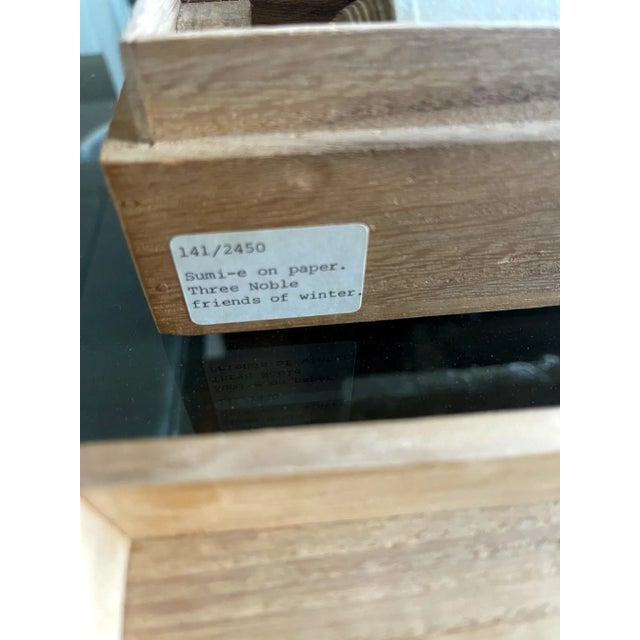 141/2450
Sumi-e on paper.
Three Noble
friends of winter.